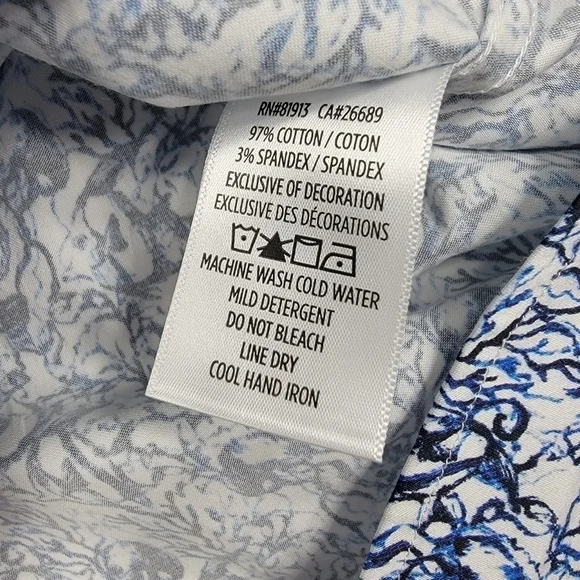 RN#81913 CA#26689
97% COTTON / COTON
3% SPANDEX / SPANDEX
EXCLUSIVE OF DECORATION
EXCLUSIVE DES DÉCORATIONS
MACHINE WASH COLD WATER
MILD DETERGENT
DO NOT BLEACH
LINE DRY
COOL HAND IRON